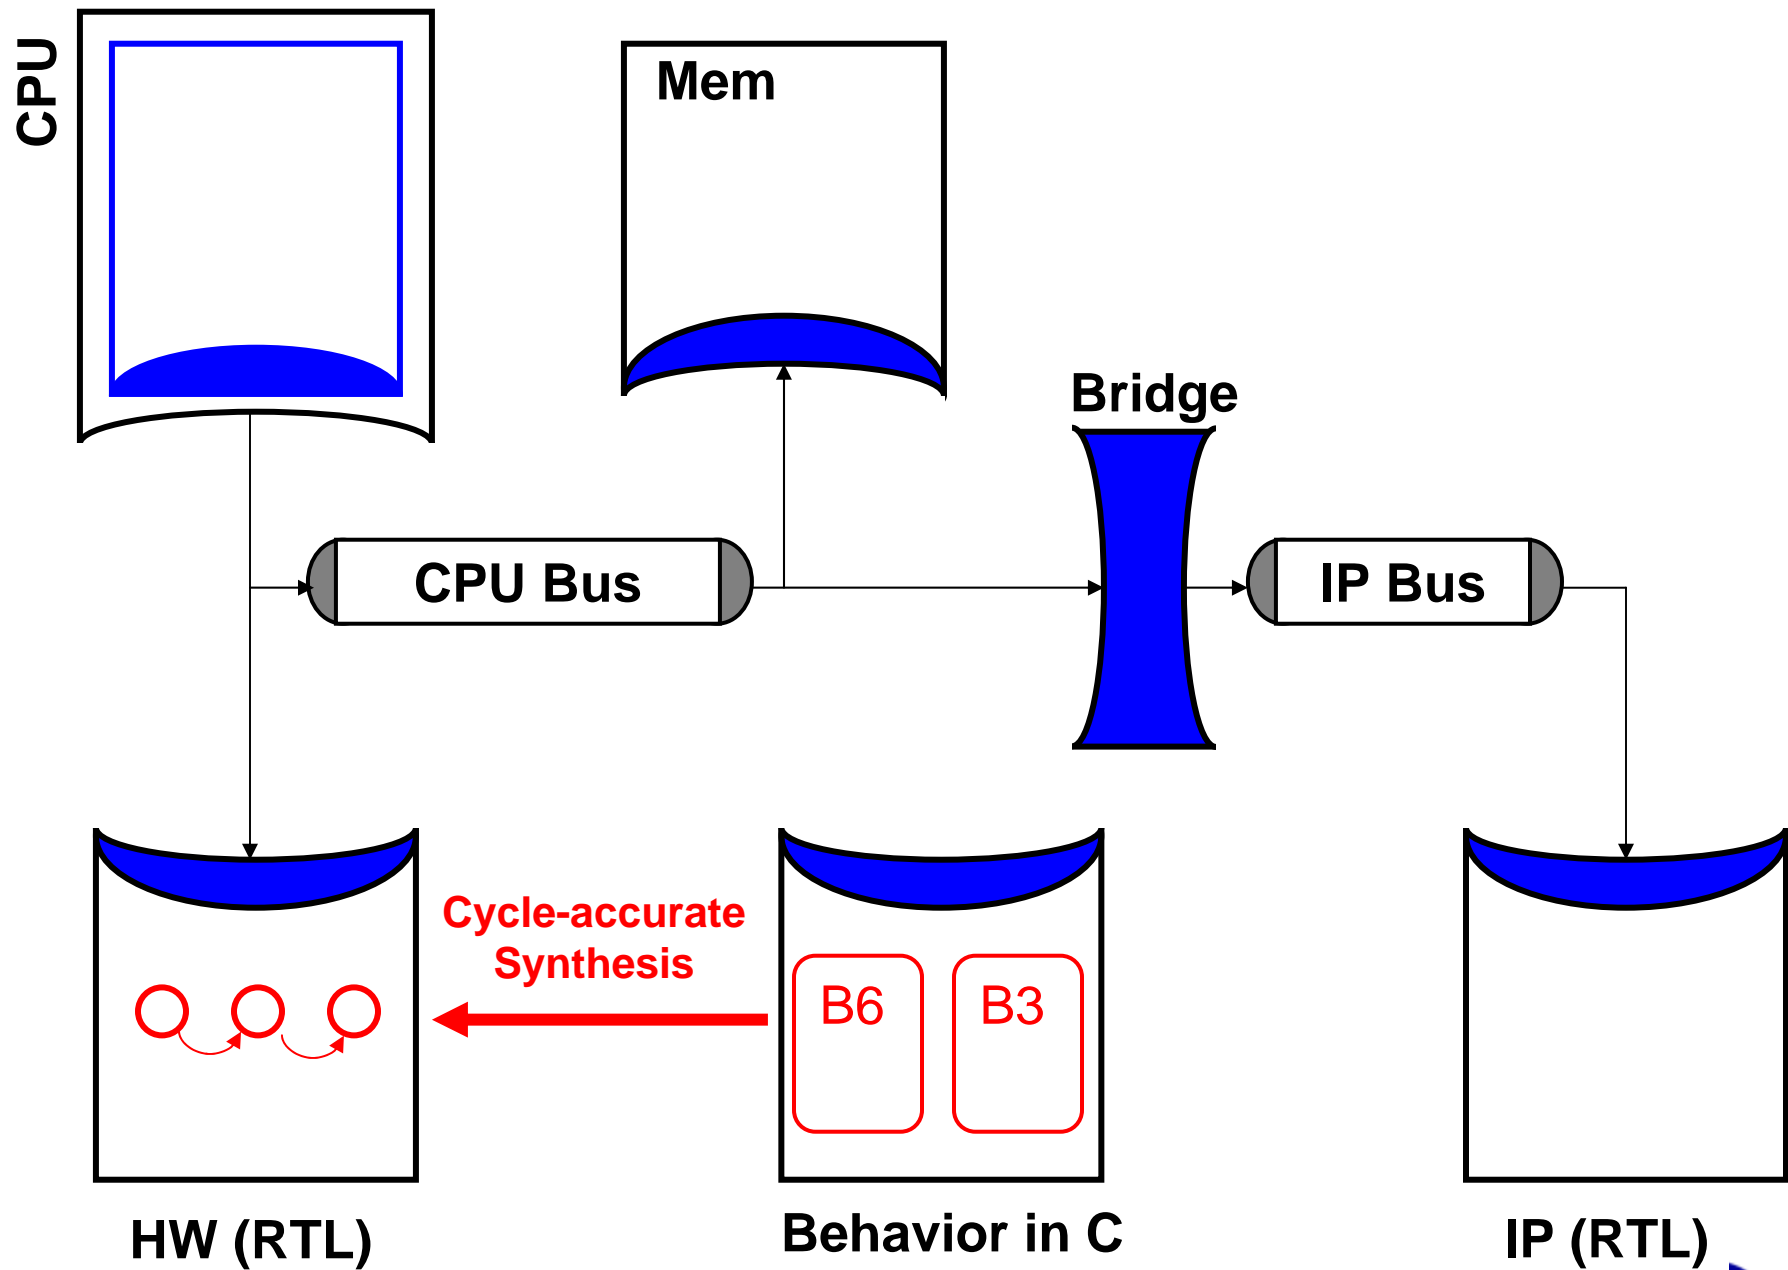 CPU
Mem
Bridge
CPU Bus
IP Bus
Cycle-accurate
Synthesis
B6
B3
HW (RTL)
Behavior in C
IP (RTL)